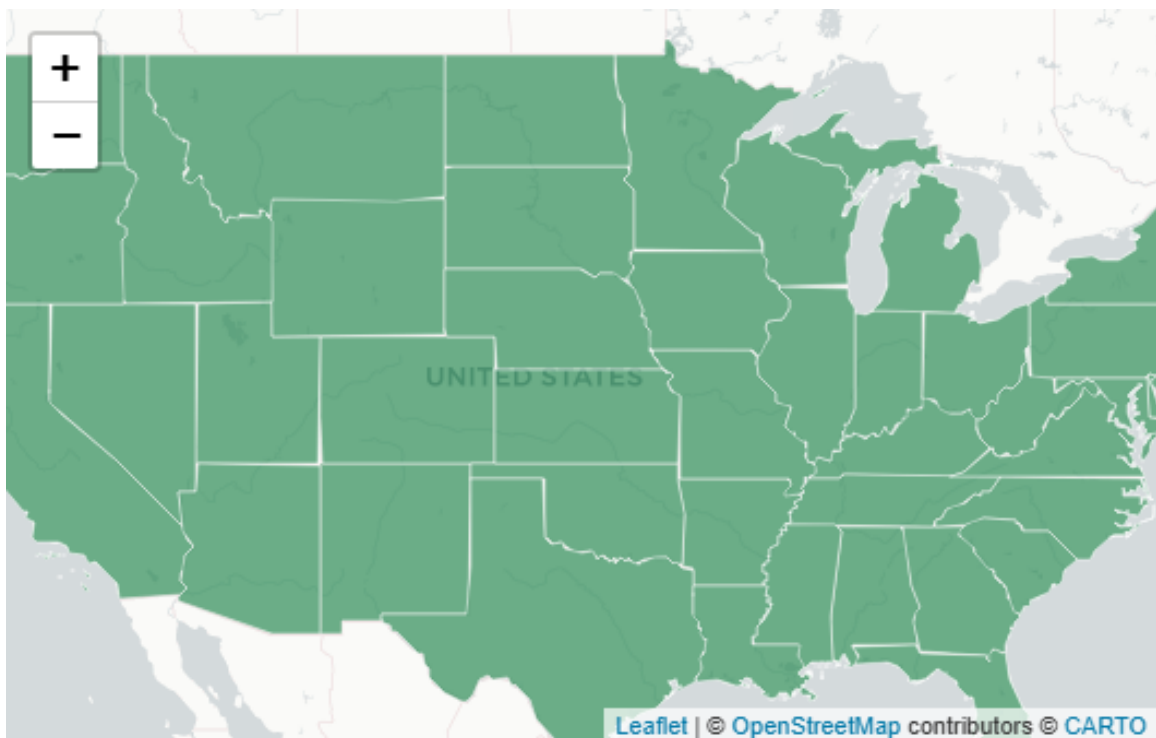 +
−
UNITED STATES
Leaflet | © OpenStreetMap contributors © CARTO